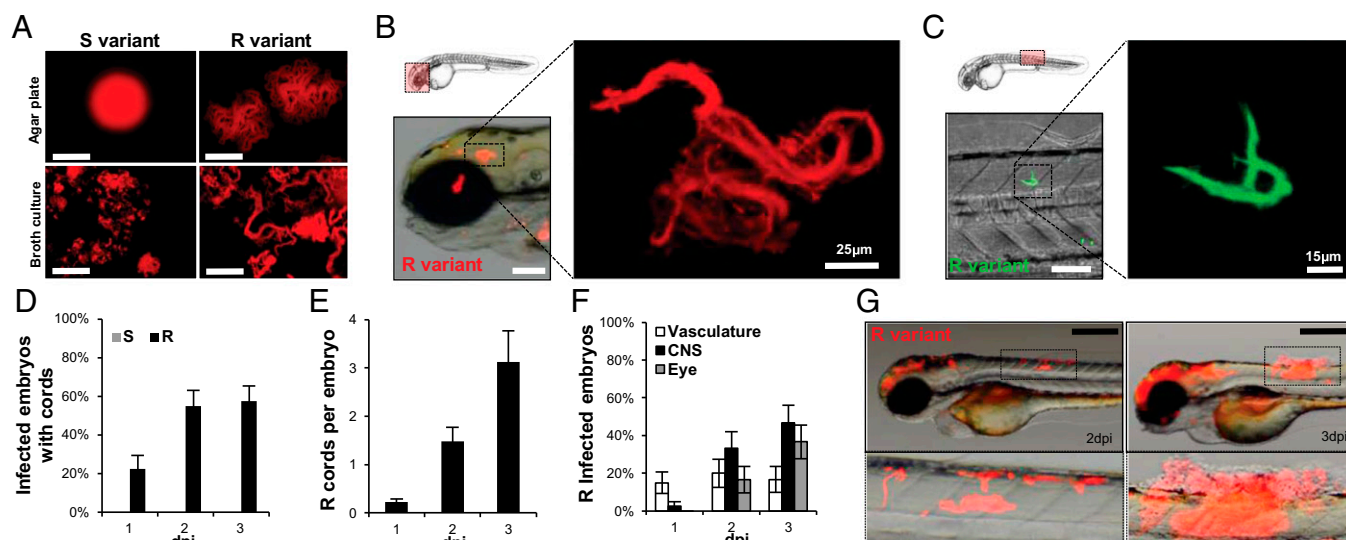 A
S variant
R variant
Agar plate
Broth culture
B
R variant
25µm
C
R variant
15µm
D
Infected embryos
with cords
100%
80%
60%
40%
20%
0%
S
R
1
2
3
dpi
E
R cords per embryo
4
3
2
1
0
1
2
3
dpi
F
R Infected embryos
100%
80%
60%
40%
20%
0%
Vasculature
CNS
Eye
1
2
3
dpi
G
R variant
2dpi
3dpi